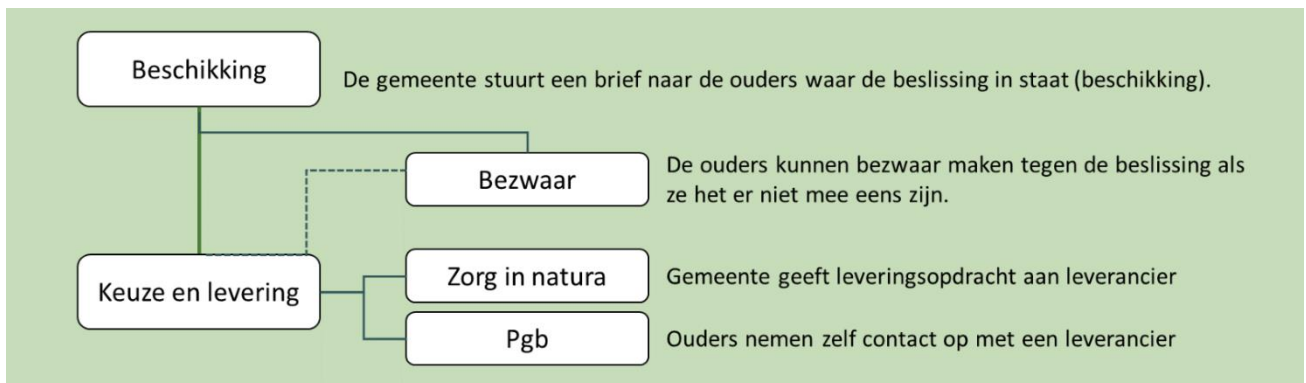 Beschikking
De gemeente stuurt een brief naar de ouders waar de beslissing in staat (beschikking).
Bezwaar
De ouders kunnen bezwaar maken tegen de beslissing als
ze het er niet mee eens zijn.
Keuze en levering
Zorg in natura
Gemeente geeft leveringsopdracht aan leverancier
Pgb
Ouders nemen zelf contact op met een leverancier